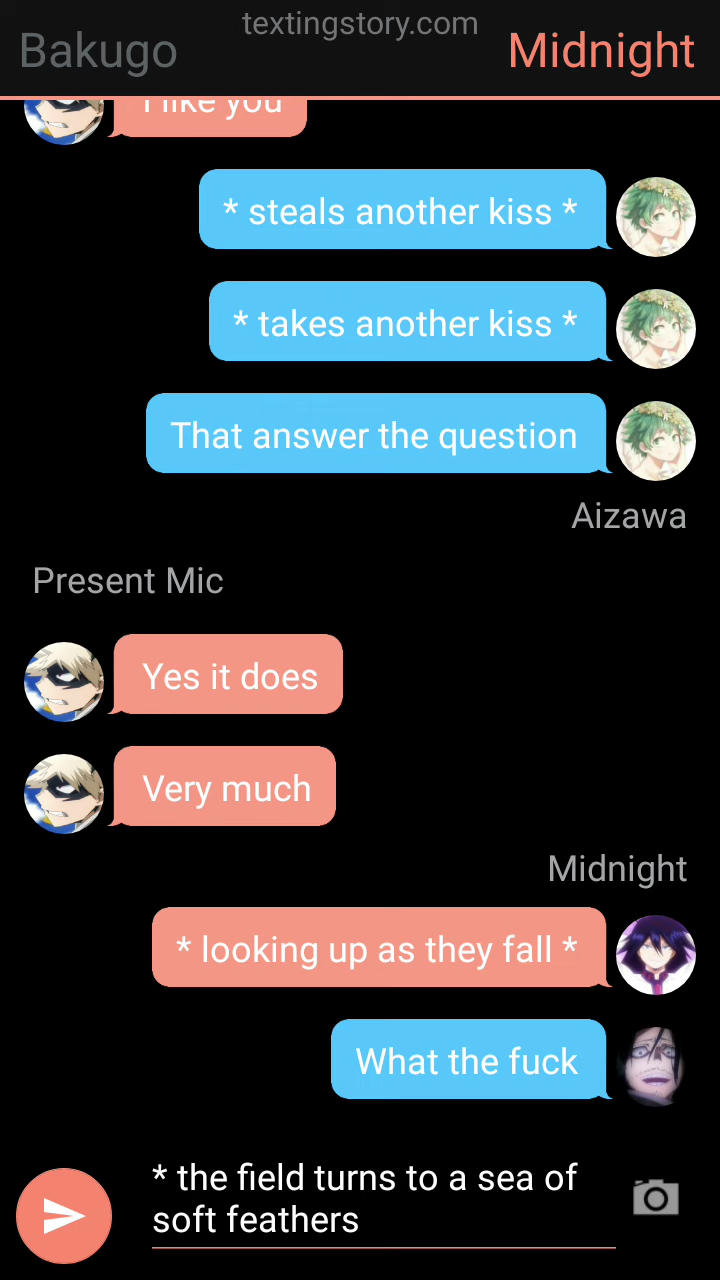 textingstory.com
Bakugo
Midnight
I like you
* steals another kiss *
* takes another kiss *
That answer the question
Aizawa
Present Mic
Yes it does
Very much
Midnight
* looking up as they fall *
What the fuck
* the field turns to a sea of
soft feathers